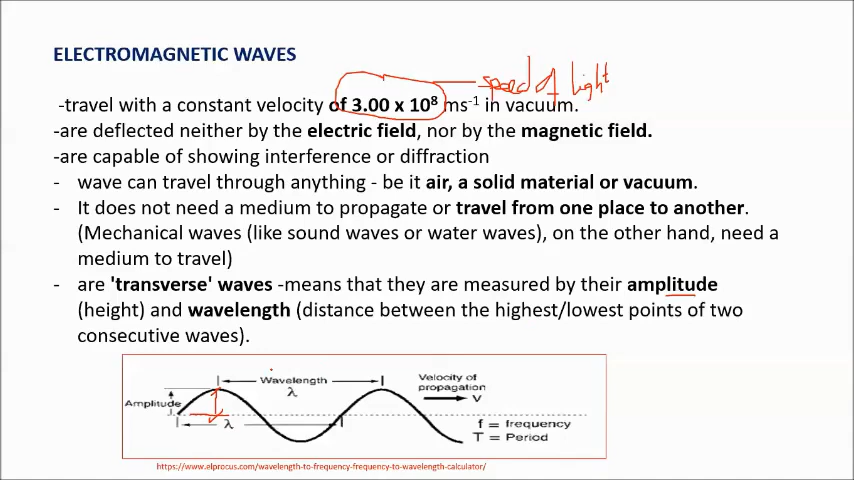 ELECTROMAGNETIC WAVES
speed of light
-travel with a constant velocity of 3.00 x 10⁸ ms⁻¹ in vacuum.
-are deflected neither by the electric field, nor by the magnetic field.
-are capable of showing interference or diffraction
- wave can travel through anything - be it air, a solid material or vacuum.
- It does not need a medium to propagate or travel from one place to another.
(Mechanical waves (like sound waves or water waves), on the other hand, need a
medium to travel)
- are 'transverse' waves -means that they are measured by their amplitude
(height) and wavelength (distance between the highest/lowest points of two
consecutive waves).
Wavelength
λ
Velocity of
propagation
V
Amplitude
λ
f = frequency
T = Period
https://www.elprocus.com/wavelength-to-frequency-frequency-to-wavelength-calculator/